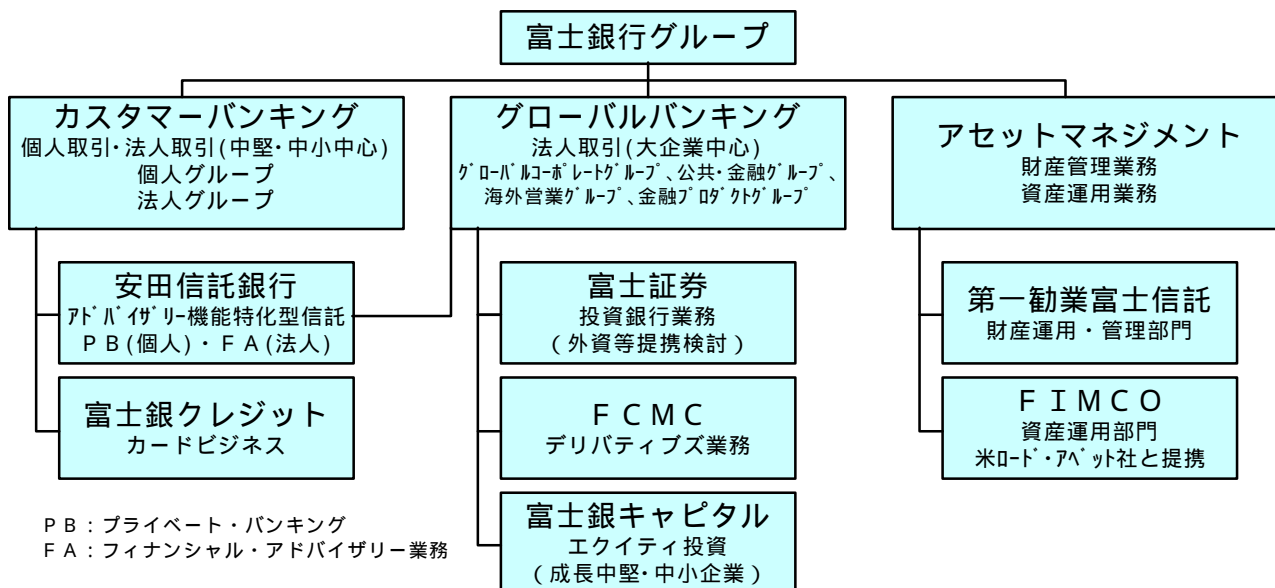 富士銀行グループ
カスタマーバンキング
個人取引・法人取引(中堅・中小中心)
個人グループ
法人グループ
グローバルバンキング
法人取引(大企業中心)
グローバルコーポレートグループ、公共・金融グループ、
海外営業グループ、金融プロダクトグループ
アセットマネジメント
財産管理業務
資産運用業務
安田信託銀行
アドバイザリー機能特化型信託
PB(個人)・FA(法人)
富士銀クレジット
カードビジネス
富士証券
投資銀行業務
(外資等提携検討)
FCMC
デリバティブズ業務
富士銀キャピタル
エクイティ投資
(成長中堅・中小企業)
第一勧業富士信託
財産運用・管理部門
FIMCO
資産運用部門
米ロード・アベット社と提携
PB:プライベート・バンキング
FA:フィナンシャル・アドバイザリー業務